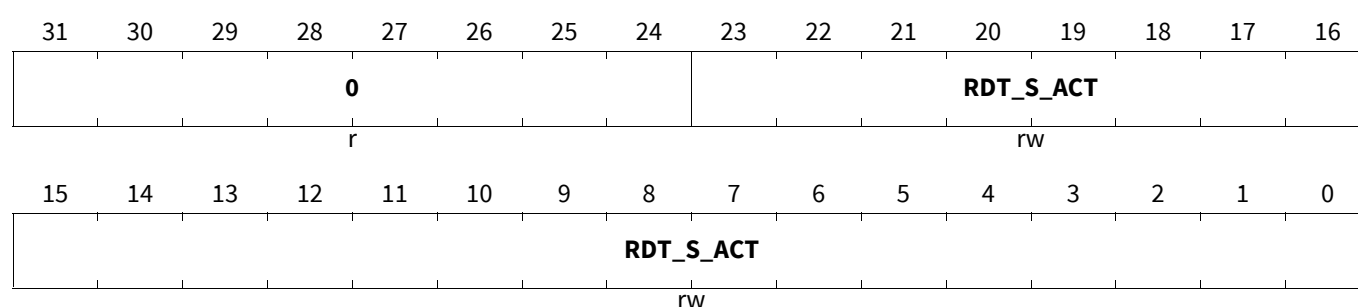 31 30 29 28 27 26 25 24 23 22 21 20 19 18 17 16
0 RDT_S_ACT
r rw
15 14 13 12 11 10 9 8 7 6 5 4 3 2 1 0
RDT_S_ACT
rw